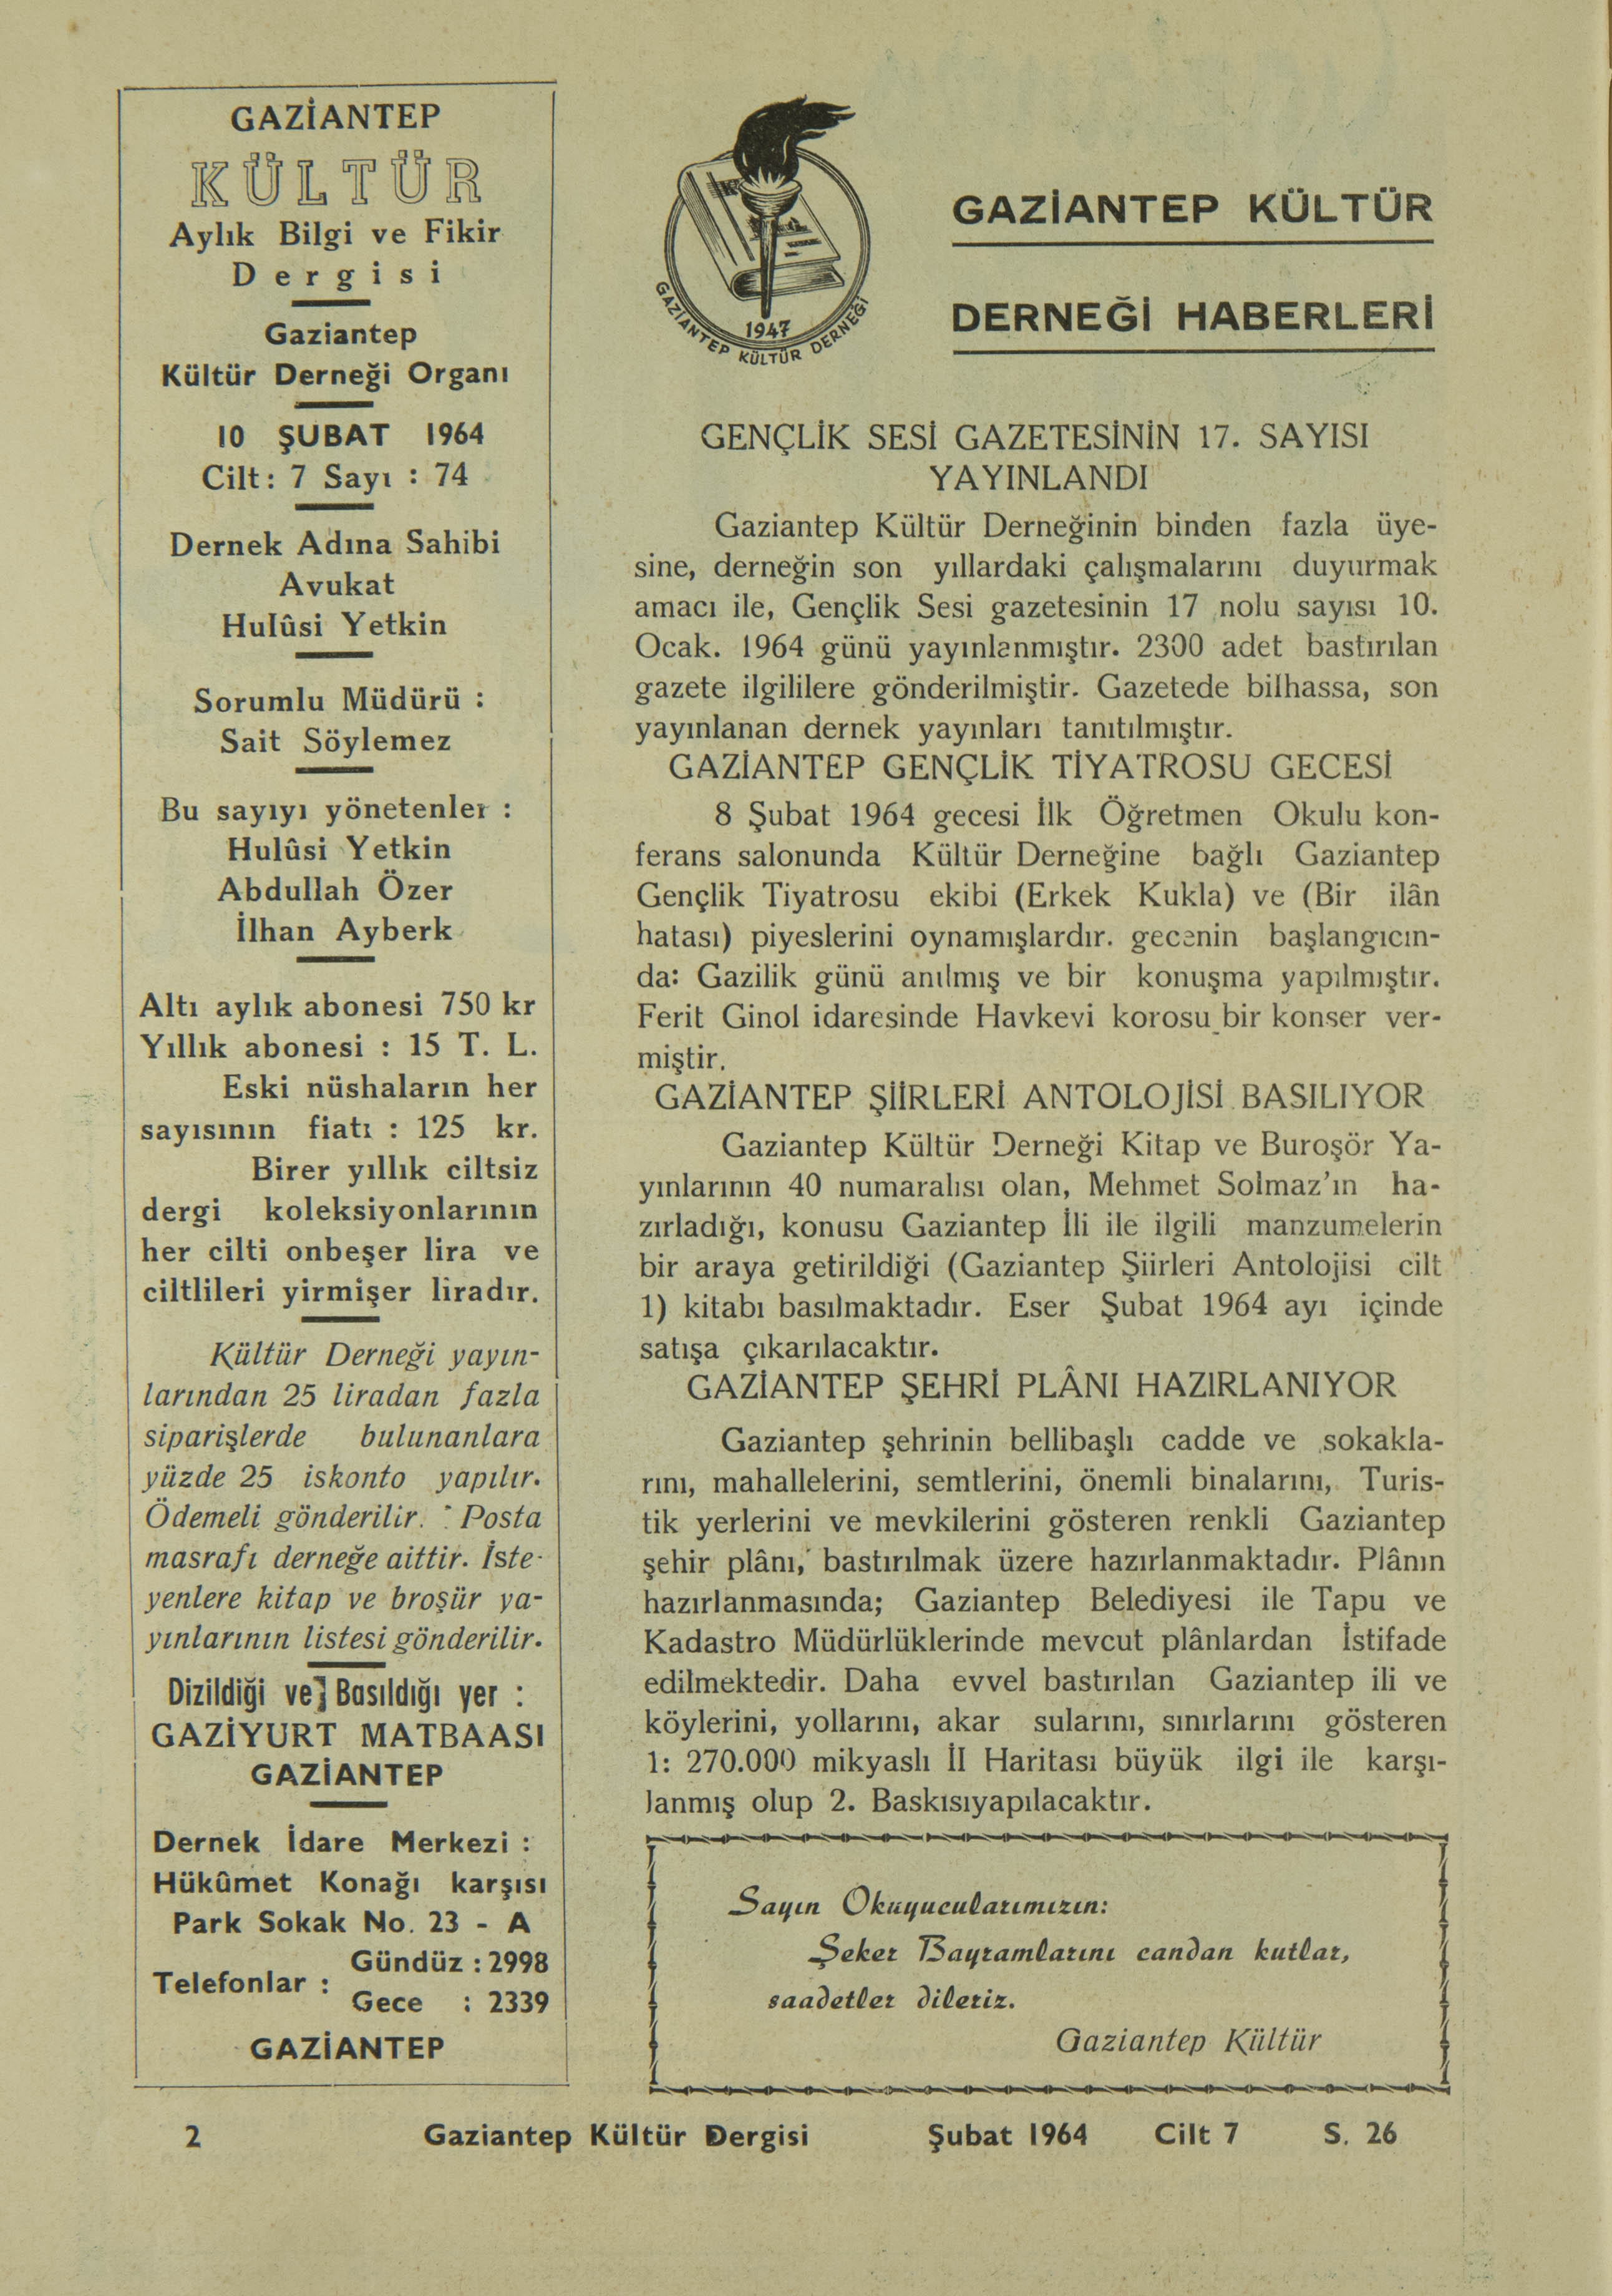 GAZİANTEP
KÜLTÜR
Aylık Bilgi ve Fikir
Dergisi
Gaziantep
Kültür Derneği Organı
10 ŞUBAT 1964
Cilt: 7 Sayı : 74
Dernek Adına Sahibi
Avukat
Hulûsi Yetkin
Sorumlu Müdürü :
Sait Söylemez
Bu sayıyı yönetenler :
Hulûsi Yetkin
Abdullah Özer
İlhan Ayberk
Altı aylık abonesi 750 kr
Yıllık abonesi : 15 T. L.
Eski nüshaların her
sayısının fiatı : 125 kr.
Birer yıllık ciltsiz
dergi koleksiyonlarının
her cilti onbeşer lira ve
ciltlileri yirmişer liradır.
Kültür Derneği yayın-
larından 25 liradan fazla
siparişlerde bulunanlara
yüzde 25 iskonto yapılır.
Ödemeli gönderilir. Posta
masrafı derneğe aittir. İste-
yenlere kitap ve broşür ya-
yınlarının listesi gönderilir.
Dizildiği ve] Basıldığı yer :
GAZİYURT MATBAASI
GAZİANTEP
Dernek İdare Merkezi :
Hükûmet Konağı karşısı
Park Sokak No. 23 - A
Telefonlar : Gündüz : 2998
Gece : 2339
GAZİANTEP
1947
GAZİANTEP KÜLTÜR DERNEĞİ
GAZİANTEP KÜLTÜR
DERNEĞİ HABERLERİ
GENÇLİK SESİ GAZETESİNİN 17. SAYISI
YAYINLANDI
Gaziantep Kültür Derneğinin binden fazla üye-
sine, derneğin son yıllardaki çalışmalarını duyurmak
amacı ile, Gençlik Sesi gazetesinin 17 nolu sayısı 10.
Ocak. 1964 günü yayınlanmıştır. 2300 adet bastırılan
gazete ilgililere gönderilmiştir. Gazetede bilhassa, son
yayınlanan dernek yayınları tanıtılmıştır.
GAZİANTEP GENÇLİK TİYATROSU GECESİ
8 Şubat 1964 gecesi İlk Öğretmen Okulu kon-
ferans salonunda Kültür Derneğine bağlı Gaziantep
Gençlik Tiyatrosu ekibi (Erkek Kukla) ve (Bir ilân
hatası) piyeslerini oynamışlardır. gecenin başlangıcın-
da: Gazilik günü anılmış ve bir konuşma yapılmıştır.
Ferit Ginol idaresinde Havkevi korosu bir konser ver-
miştir.
GAZİANTEP ŞİİRLERİ ANTOLOJİSİ BASILIYOR
Gaziantep Kültür Derneği Kitap ve Buroşör Ya-
yınlarının 40 numaralısı olan, Mehmet Solmaz'ın ha-
zırladığı, konusu Gaziantep İli ile ilgili manzumelerin
bir araya getirildiği (Gaziantep Şiirleri Antolojisi cilt
1) kitabı basılmaktadır. Eser Şubat 1964 ayı içinde
satışa çıkarılacaktır.
GAZİANTEP ŞEHRİ PLÂNI HAZIRLANIYOR
Gaziantep şehrinin bellibaşlı cadde ve sokakla-
rını, mahallelerini, semtlerini, önemli binalarını, Turis-
tik yerlerini ve mevkilerini gösteren renkli Gaziantep
şehir plânı, bastırılmak üzere hazırlanmaktadır. Plânın
hazırlanmasında; Gaziantep Belediyesi ile Tapu ve
Kadastro Müdürlüklerinde mevcut plânlardan İstifade
edilmektedir. Daha evvel bastırılan Gaziantep ili ve
köylerini, yollarını, akar sularını, sınırlarını gösteren
1: 270.000 mikyaslı İl Haritası büyük ilgi ile karşı-
lanmış olup 2. Baskısıyapılacaktır.
Sayın Okuyucularımızın:
Şeker Bayramlarını candan kutlar,
saadetler dileriz.
Gaziantep Kültür
2 Gaziantep Kültür Dergisi Şubat 1964 Cilt 7 S. 26